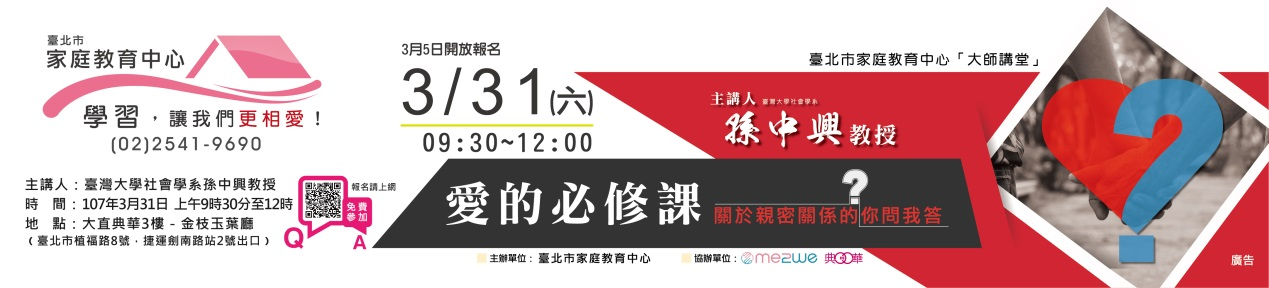 臺北市
家庭教育中心
學習，讓我們更相愛！
(02)2541-9690
主講人：臺灣大學社會學系孫中興教授
時　間：107年3月31日 上午9時30分至12時
地　點：大直典華3樓 - 金枝玉葉廳
（臺北市植福路8號，捷運劍南路站2號出口）
報名請上網
免費
參加
Q
A
3月5日開放報名
3/31(六)
09:30~12:00
臺北市家庭教育中心「大師講堂」
主講人 臺灣大學社會學系
孫中興教授
愛的必修課
?
關於親密關係的你問我答
主辦單位：臺北市家庭教育中心
協辦單位：me2we 典華
?
廣告